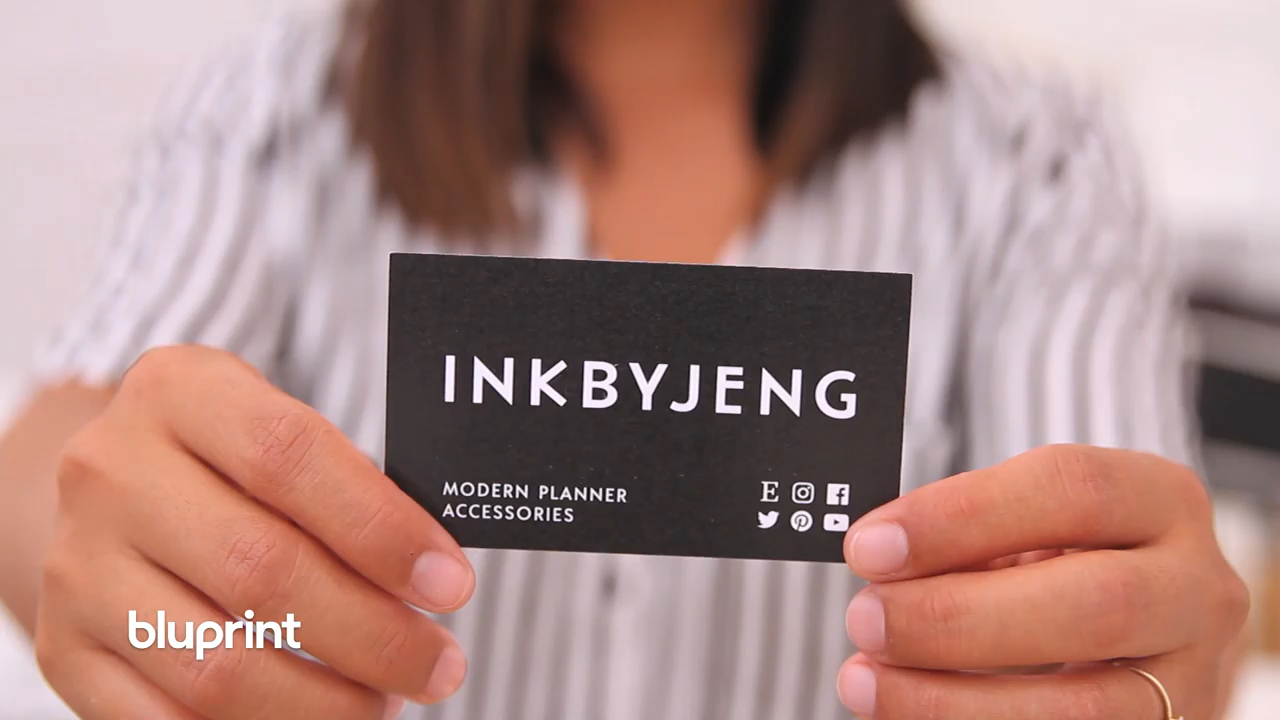 INKBYJENG
MODERN PLANNER
ACCESSORIES
E
bluprint